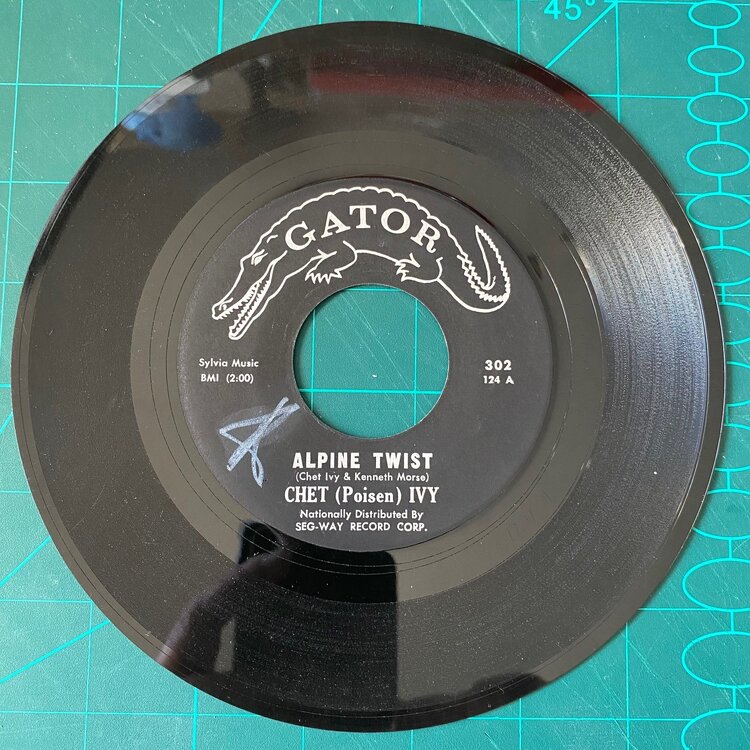 45°
GATOR
Sylvia Music
BMI (2:00)
302
124 A
ALPINE TWIST
(Chet Ivy & Kenneth Morse)
CHET (Poisen) IVY
Nationally Distributed By
SEG-WAY RECORD CORP.